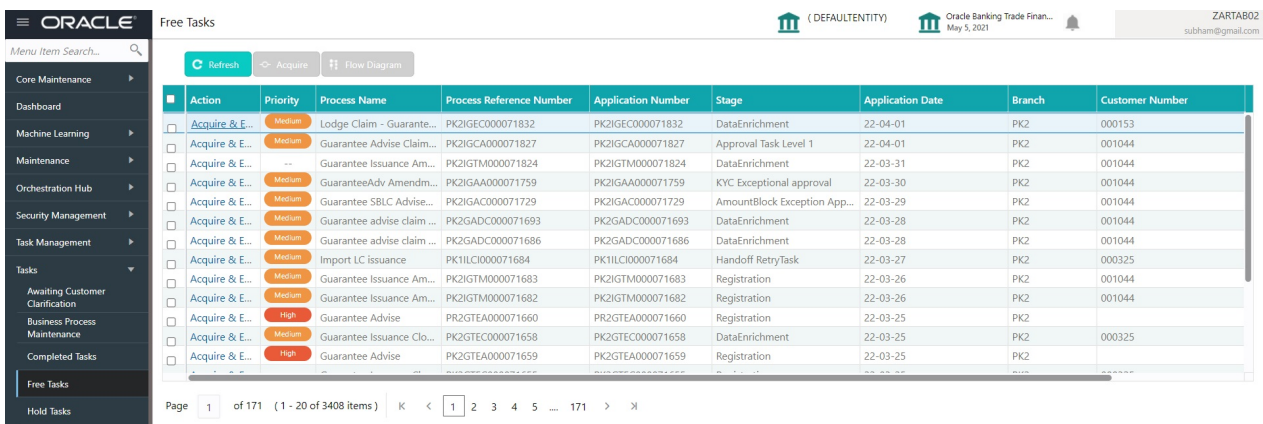 ORACLE Free Tasks ( DEFAULTENTITY) Oracle Banking Trade Finan... ZARTAB02
May 5, 2021 subham@gmail.com
Menu Item Search...
Refresh Acquire Flow Diagram
Core Maintenance
Dashboard
Machine Learning
Maintenance
Orchestration Hub
Security Management
Task Management
Tasks
Awaiting Customer
Clarification
Business Process
Maintenance
Completed Tasks
Free Tasks
Hold Tasks
Action Priority Process Name Process Reference Number Application Number Stage Application Date Branch Customer Number
Acquire & E... Medium Lodge Claim - Guarante... PK2IGEC000071832 PK2IGEC000071832 DataEnrichment 22-04-01 PK2 000153
Acquire & E... Medium Guarantee Advise Claim... PK2IGCA000071827 PK2IGCA000071827 Approval Task Level 1 22-04-01 PK2 001044
Acquire & E... -- Guarantee Issuance Am... PK2IGTM000071824 PK2IGTM000071824 DataEnrichment 22-03-31 PK2 001044
Acquire & E... Medium GuaranteeAdv Amendm... PK2IGAA000071759 PK2IGAA000071759 KYC Exceptional approval 22-03-30 PK2 001044
Acquire & E... Medium Guarantee SBLC Advise... PK2IGAC000071729 PK2IGAC000071729 AmountBlock Exception App... 22-03-29 PK2 001044
Acquire & E... Medium Guarantee advise claim ... PK2GADC000071693 PK2GADC000071693 DataEnrichment 22-03-28 PK2 001044
Acquire & E... Medium Guarantee advise claim ... PK2GADC000071686 PK2GADC000071686 DataEnrichment 22-03-28 PK2 001044
Acquire & E... Medium Import LC issuance PK1ILCI000071684 PK1ILCI000071684 Handoff RetryTask 22-03-27 PK2 000325
Acquire & E... Medium Guarantee Issuance Am... PK2IGTM000071683 PK2IGTM000071683 Registration 22-03-26 PK2 001044
Acquire & E... Medium Guarantee Issuance Am... PK2IGTM000071682 PK2IGTM000071682 Registration 22-03-26 PK2 001044
Acquire & E... High Guarantee Advise PR2GTEA000071660 PR2GTEA000071660 Registration 22-03-25 PK2
Acquire & E... Medium Guarantee Issuance Clo... PK2GTEC000071658 PK2GTEC000071658 DataEnrichment 22-03-25 PK2 000325
Acquire & E... High Guarantee Advise PK2GTEA000071659 PK2GTEA000071659 Registration 22-03-25 PK2
Page 1 of 171 (1 - 20 of 3408 items) 1 2 3 4 5 ... 171